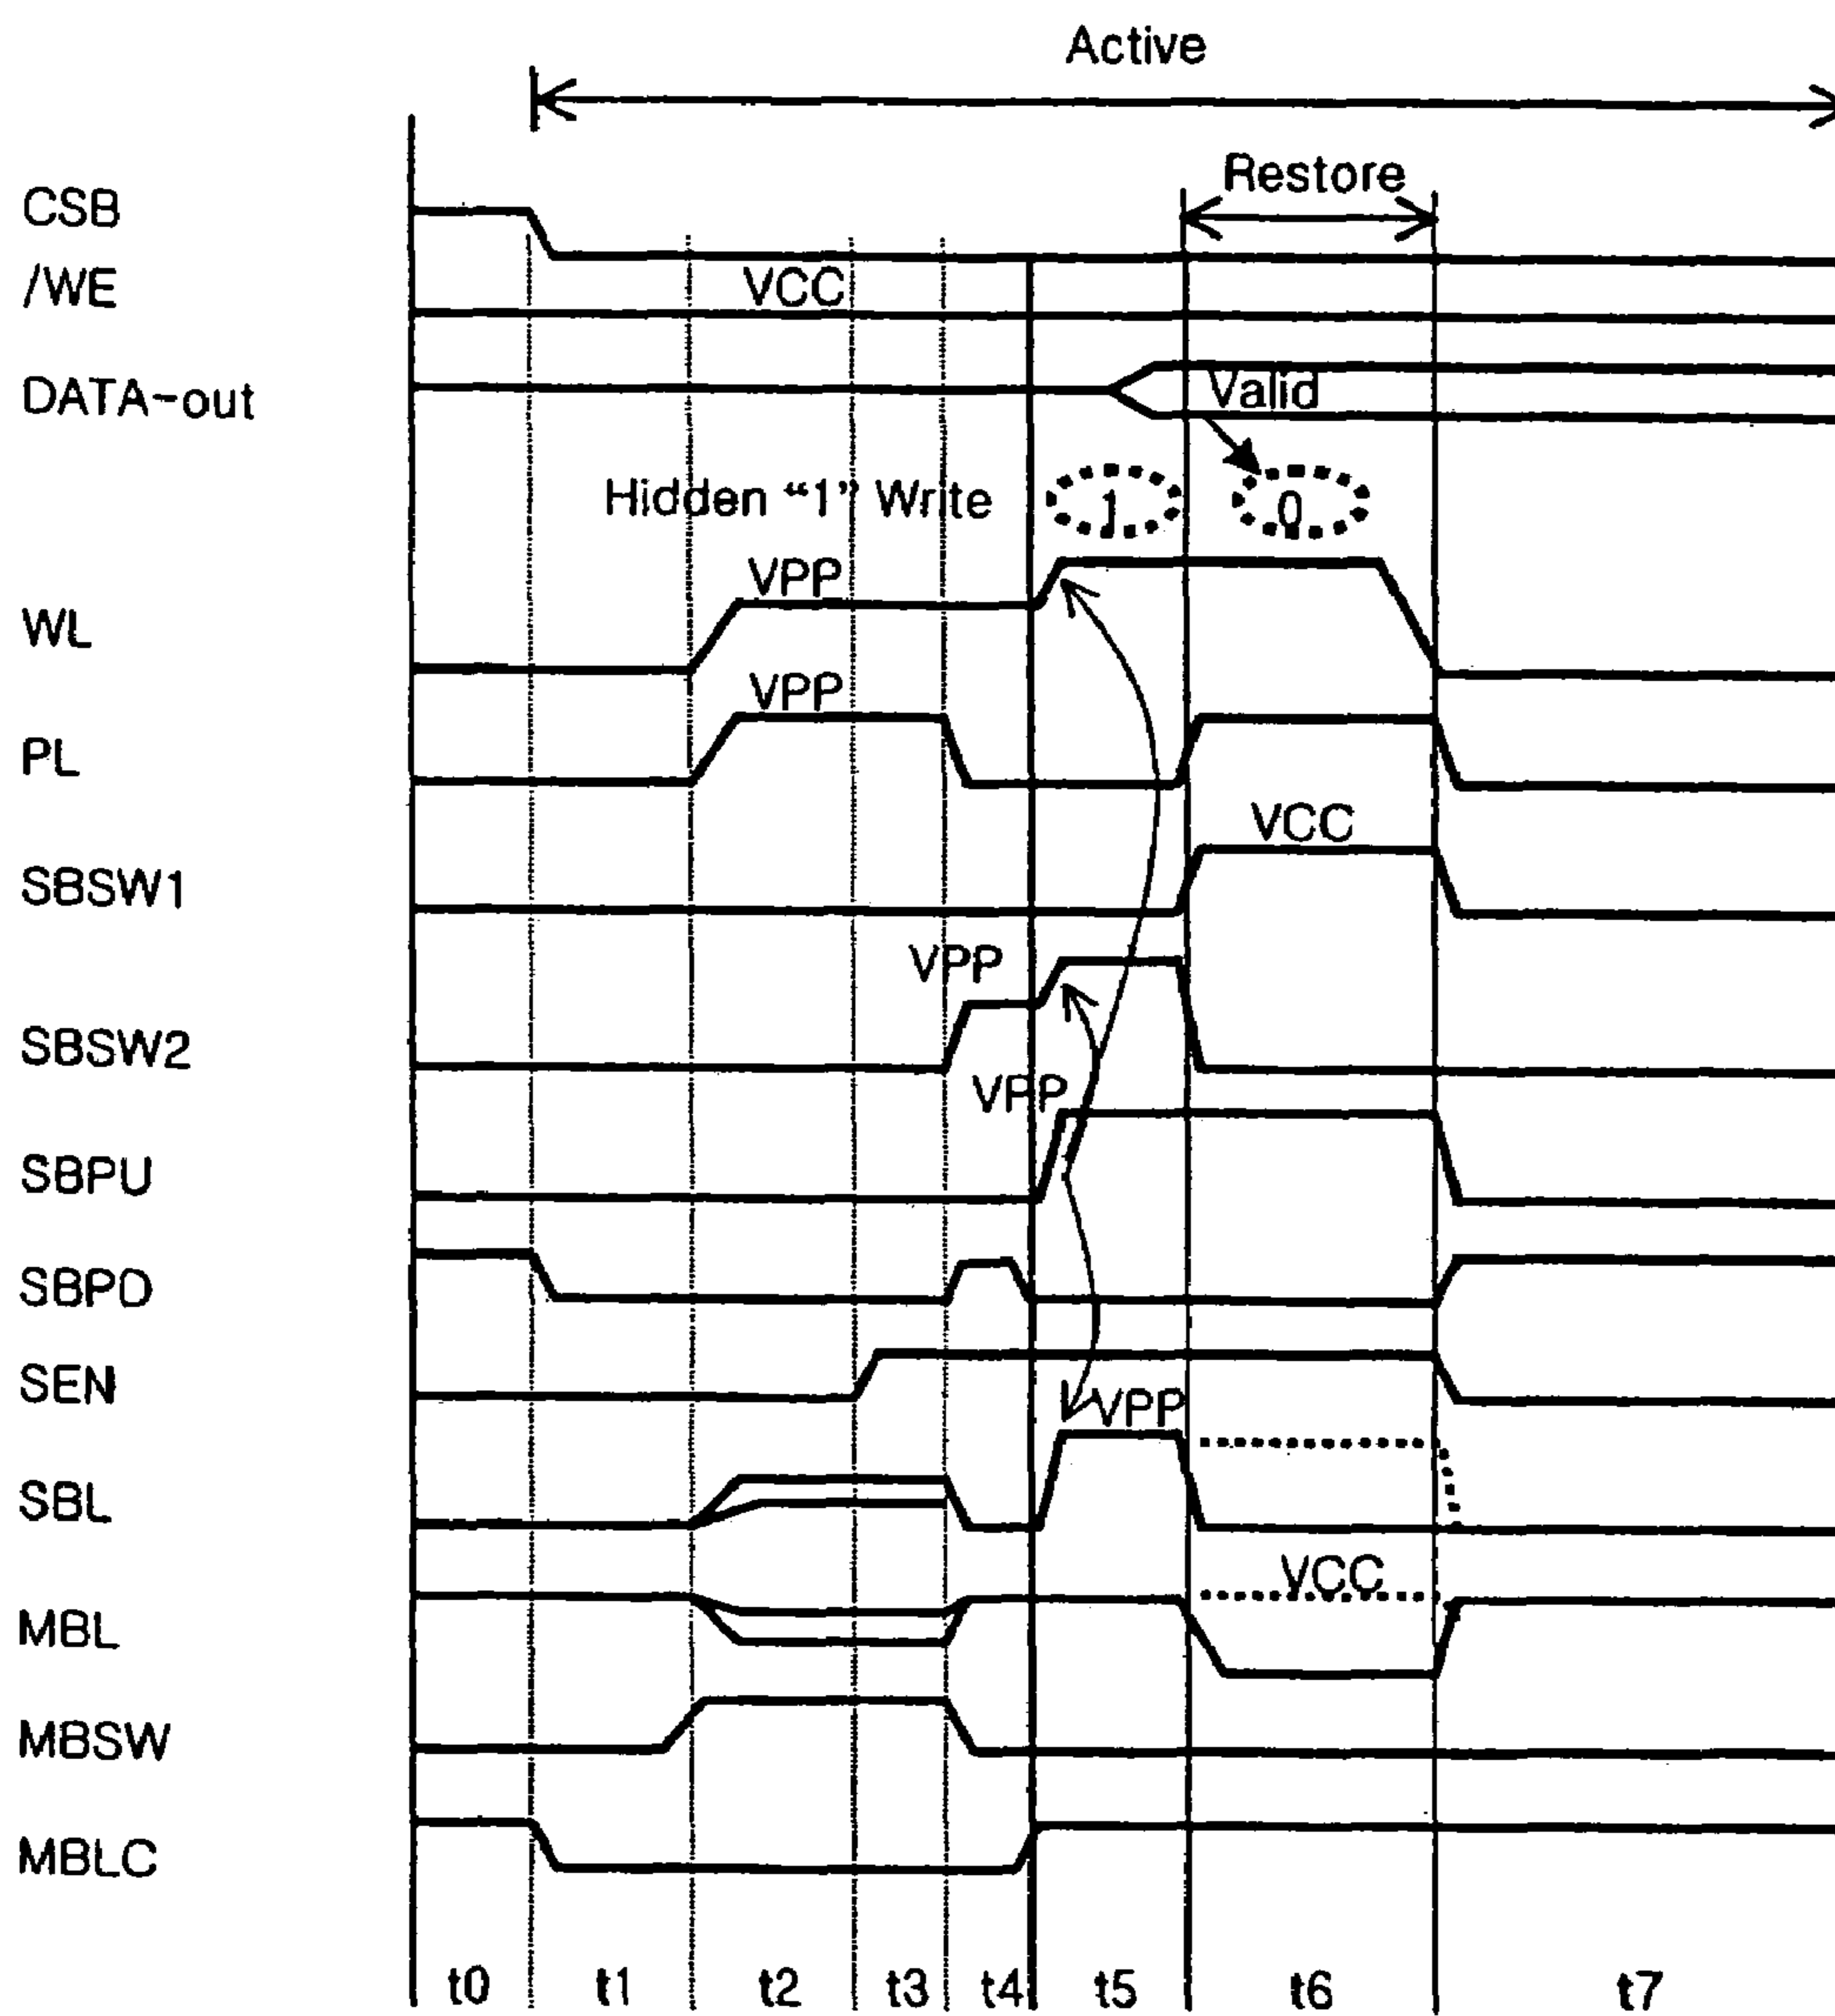 Active
Restore
CSB
/WE
VCC
DATA-out
Valid
Hidden “1” Write
1
0
VPP
WL
VPP
PL
VCC
SBSW1
VPP
SBSW2
VPP
SBPU
SBPD
SEN
VPP
SBL
VCC
MBL
MBSW
MBLC
t0 t1 t2 t3 t4 t5 t6 t7